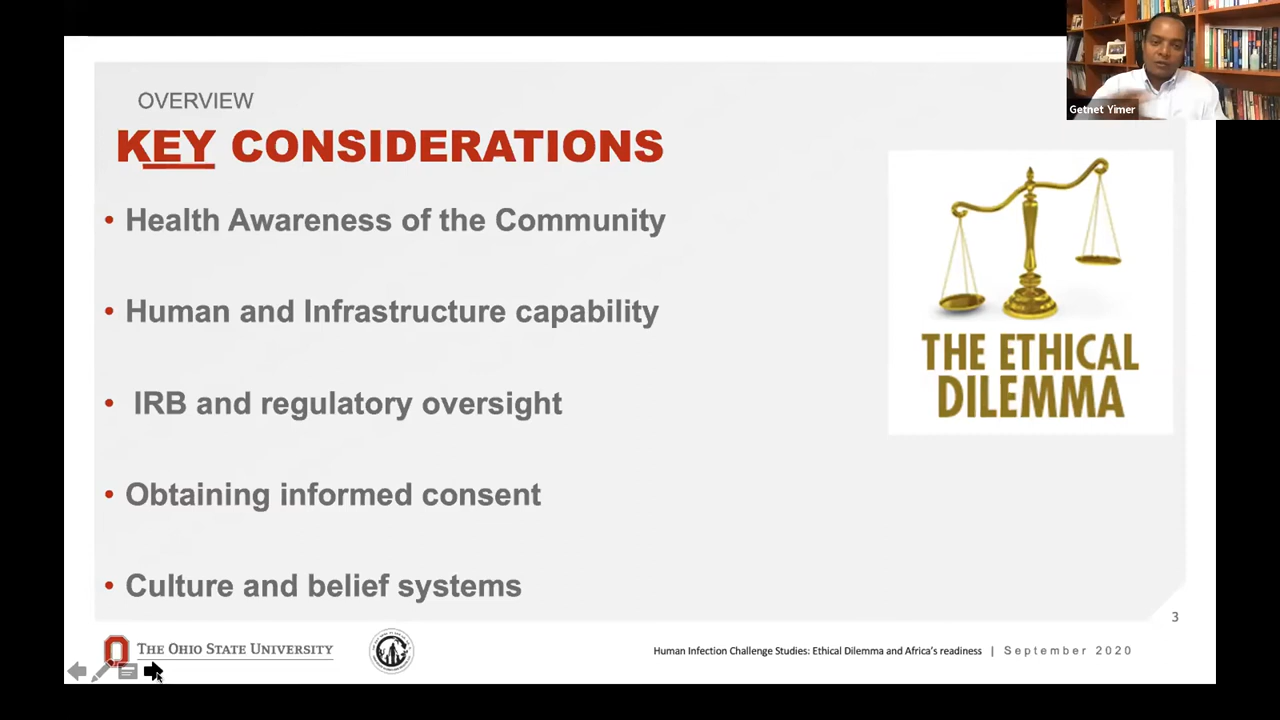 Getnet Yimer
OVERVIEW
KEY CONSIDERATIONS
• Health Awareness of the Community
• Human and Infrastructure capability
• IRB and regulatory oversight
• Obtaining informed consent
• Culture and belief systems
THE ETHICAL
DILEMMA
3
THE OHIO STATE UNIVERSITY
Human Infection Challenge Studies: Ethical Dilemma and Africa's readiness | September 2020